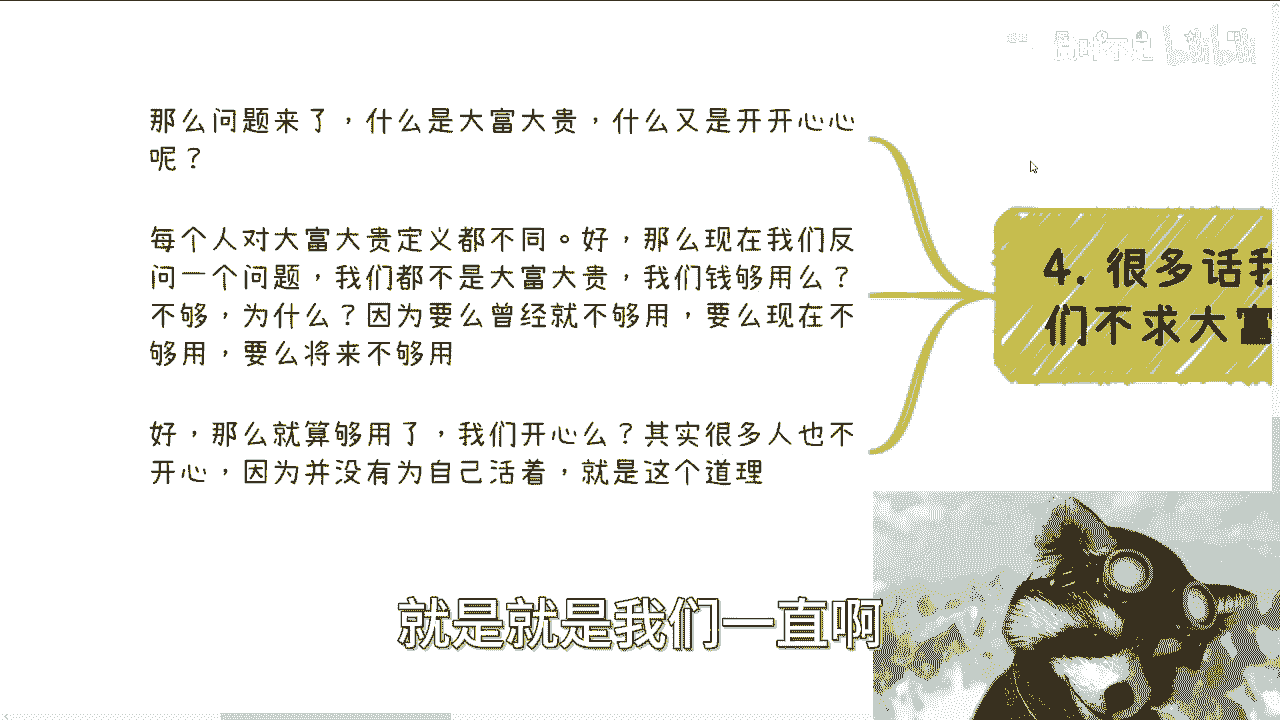 那么问题来了，什么是大富大贵，什么又是开开心心
呢？
每个人对大富大贵定义都不同。好，那么现在我们反
问一个问题，我们都不是大富大贵，我们钱够用么？
不够，为什么？因为要么曾经就不够用，要么现在不
够用，要么将来不够用
好，那么就算够用了，我们开心么？其实很多人也不
开心，因为并没有为自己活着，就是这个道理
4. 很多话我
们不求大富
就是就是我们一直啊
bilibili